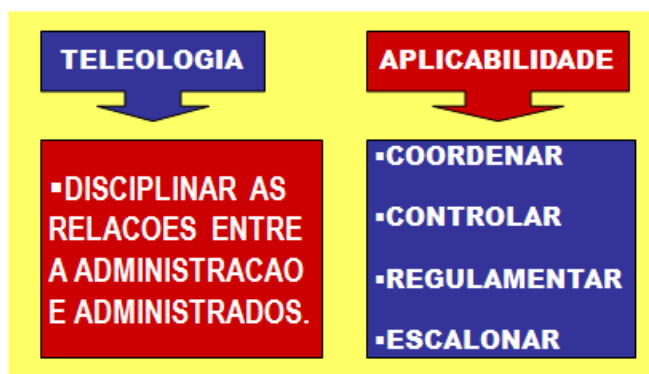 TELEOLOGIA
▪DISCIPLINAR AS
RELACOES ENTRE
A ADMINISTRACAO
E ADMINISTRADOS.
APLICABILIDADE
▪COORDENAR
▪CONTROLAR
▪REGULAMENTAR
▪ESCALONAR